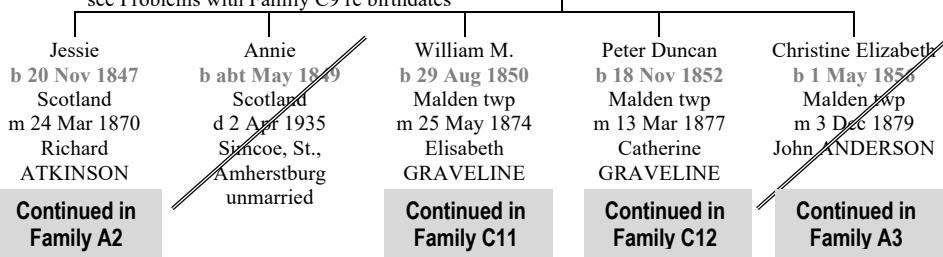 see Problems with Family C9 re birthdates
Jessie
b 20 Nov 1847
Scotland
m 24 Mar 1870
Richard
ATKINSON
Continued in
Family A2
Annie
b abt May 1849
Scotland
d 2 Apr 1935
Simcoe, St.,
Amherstburg
unmarried
William M.
b 29 Aug 1850
Malden twp
m 25 May 1874
Elisabeth
GRAVELINE
Continued in
Family C11
Peter Duncan
b 18 Nov 1852
Malden twp
m 13 Mar 1877
Catherine
GRAVELINE
Continued in
Family C12
Christine Elizabeth
b 1 May 1856
Malden twp
m 3 Dec 1879
John ANDERSON
Continued in
Family A3